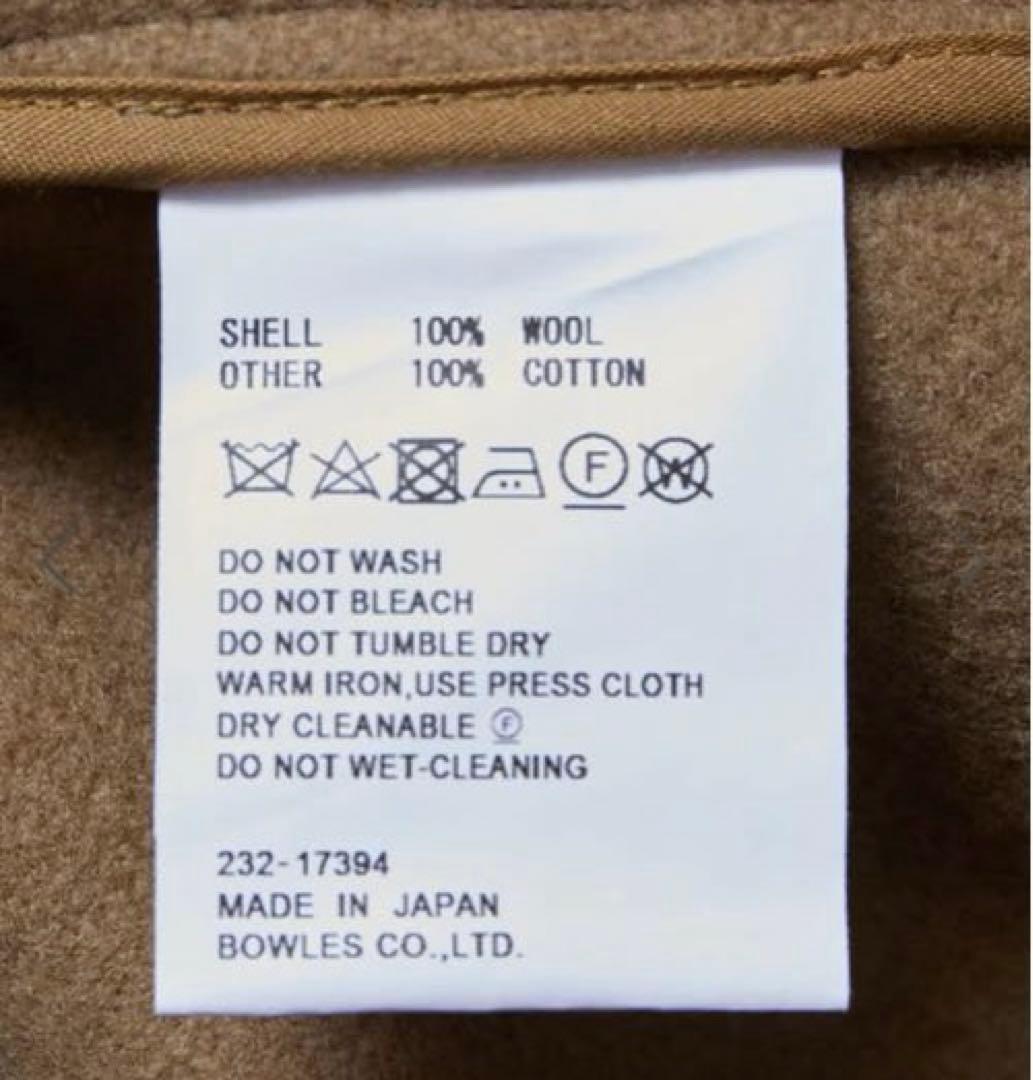 SHELL 100% WOOL
OTHER 100% COTTON
F W
DO NOT WASH
DO NOT BLEACH
DO NOT TUMBLE DRY
WARM IRON,USE PRESS CLOTH
DRY CLEANABLE Ⓕ
DO NOT WET-CLEANING
232-17394
MADE IN JAPAN
BOWLES CO.,LTD.